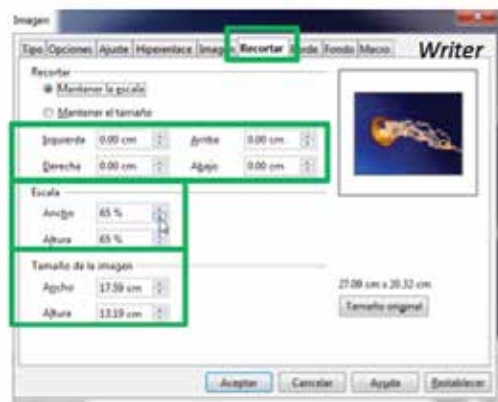 Imagen
Tipo Opciones Ajuste Hiperenlace Imagen Recortar Borde Fondo Macro
Writer
Recortar
Mantener la escala
Mantener el tamaño
Izquierda 0.00 cm Arriba 0.00 cm
Derecha 0.00 cm Abajo 0.00 cm
Escala
Ancho 65 %
Altura 65 %
Tamaño de la imagen
Ancho 17.59 cm
Altura 13.19 cm
27.09 cm x 20.32 cm
Tamaño original
Aceptar Cancelar Ayuda Restablecer